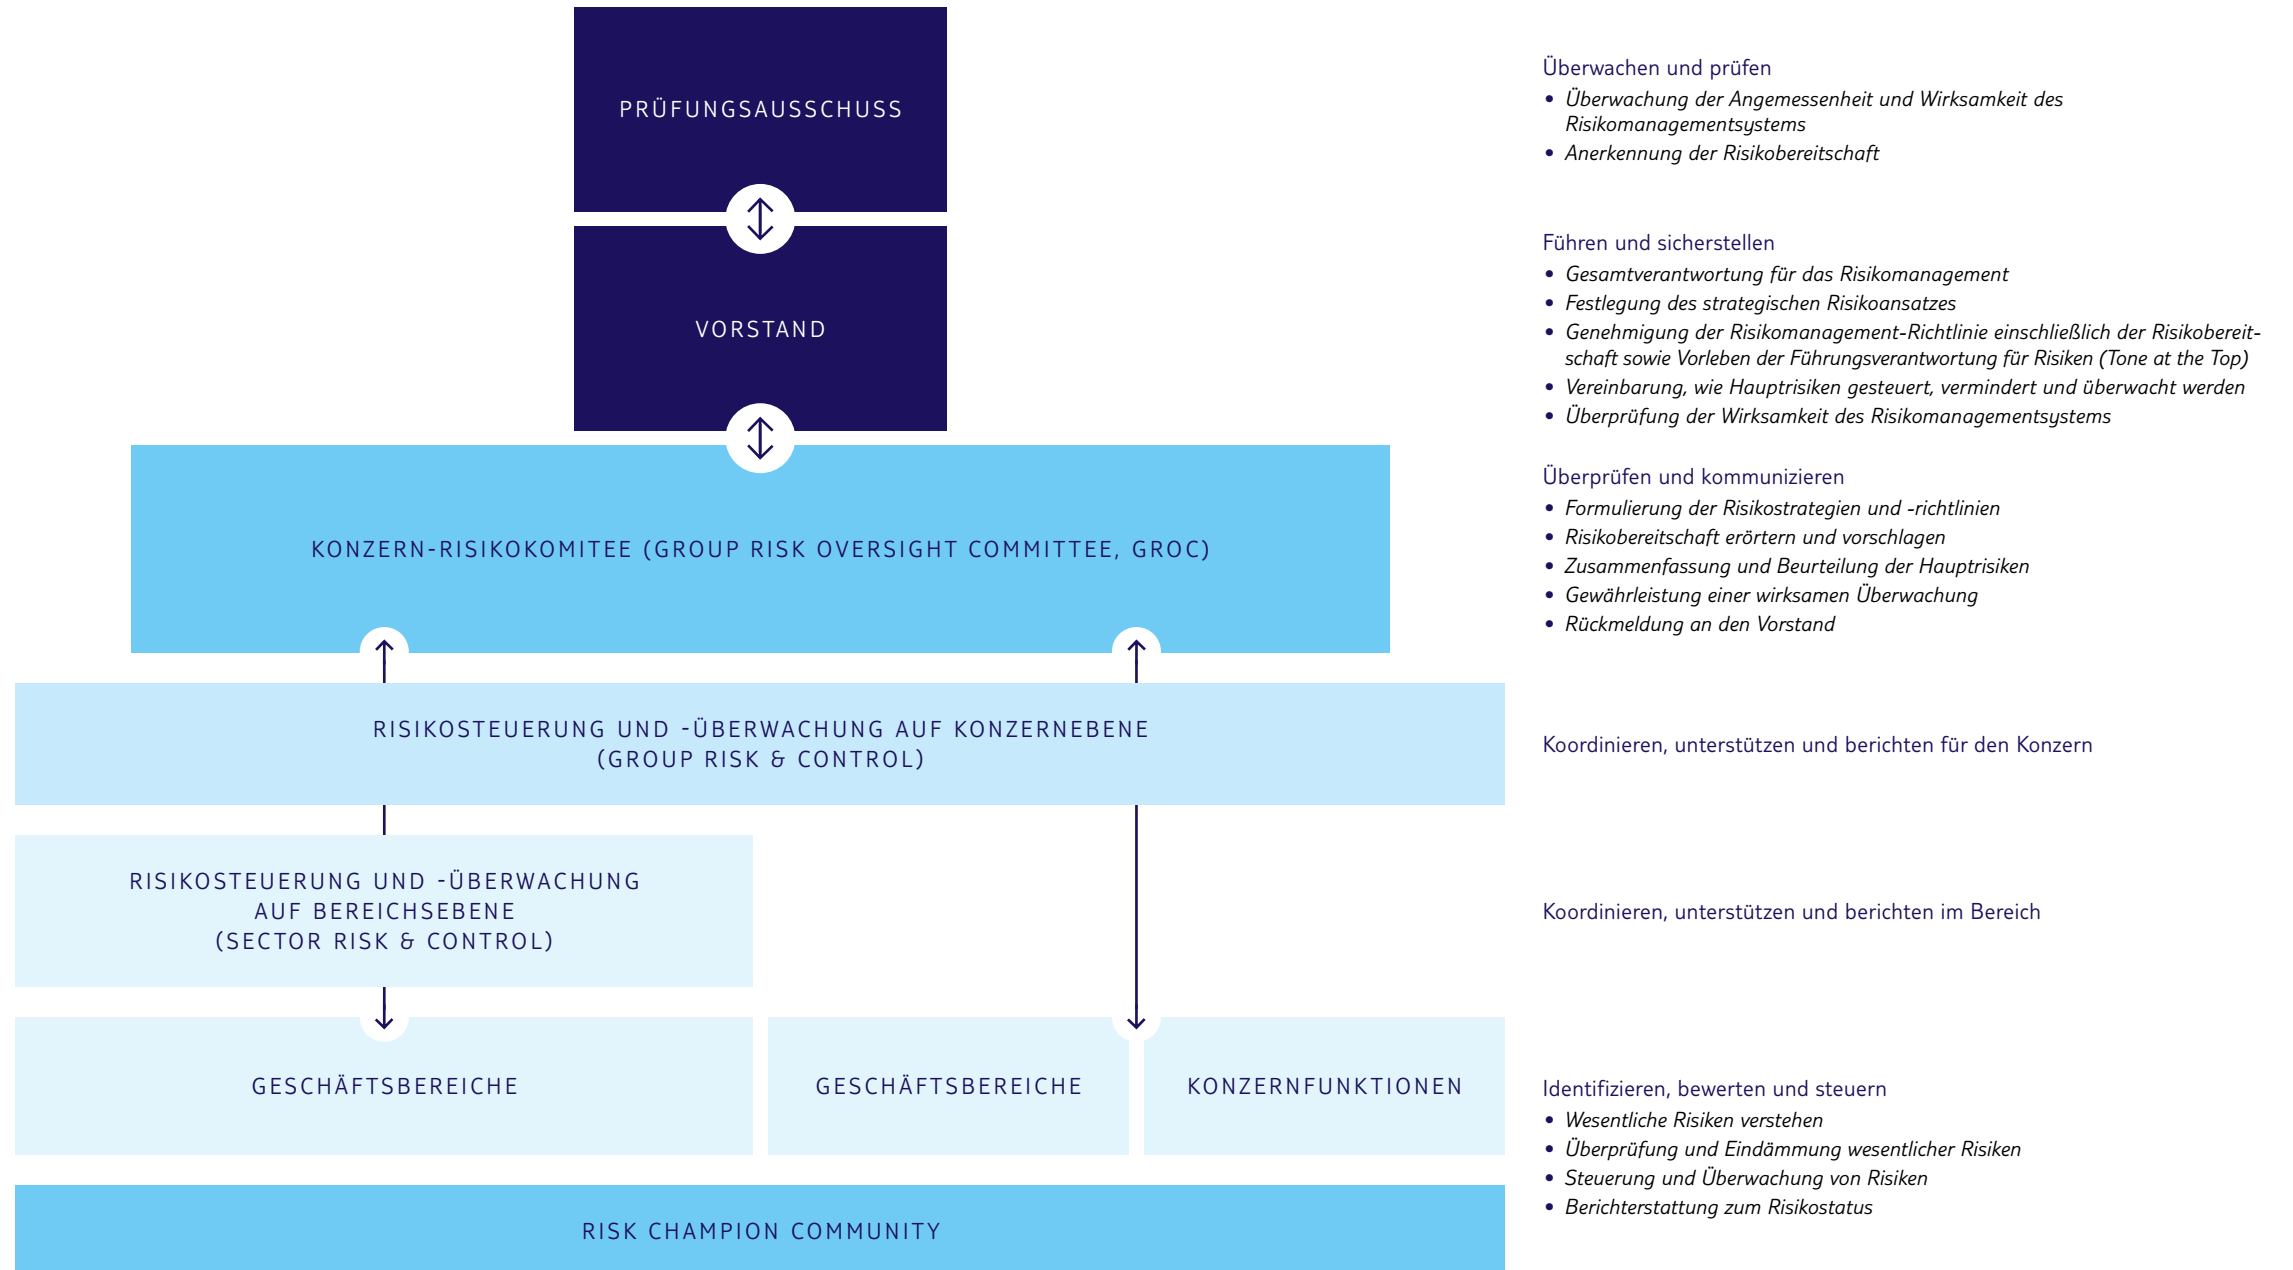 PRÜFUNGSAUSSCHUSS
Überwachen und prüfen
• Überwachung der Angemessenheit und Wirksamkeit des
Risikomanagementsystems
• Anerkennung der Risikobereitschaft
VORSTAND
Führen und sicherstellen
• Gesamtverantwortung für das Risikomanagement
• Festlegung des strategischen Risikoansatzes
• Genehmigung der Risikomanagement-Richtlinie einschließlich der Risikobereit-
schaft sowie Vorleben der Führungsverantwortung für Risiken (Tone at the Top)
• Vereinbarung, wie Hauptrisiken gesteuert, vermindert und überwacht werden
• Überprüfung der Wirksamkeit des Risikomanagementsystems
KONZERN-RISIKOKOMITEE (GROUP RISK OVERSIGHT COMMITTEE, GROC)
Überprüfen und kommunizieren
• Formulierung der Risikostrategien und -richtlinien
• Risikobereitschaft erörtern und vorschlagen
• Zusammenfassung und Beurteilung der Hauptrisiken
• Gewährleistung einer wirksamen Überwachung
• Rückmeldung an den Vorstand
RISIKOSTEUERUNG UND -ÜBERWACHUNG AUF KONZERNEBENE
(GROUP RISK & CONTROL)
Koordinieren, unterstützen und berichten für den Konzern
RISIKOSTEUERUNG UND -ÜBERWACHUNG
AUF BEREICHSEBENE
(SECTOR RISK & CONTROL)
Koordinieren, unterstützen und berichten im Bereich
GESCHÄFTSBEREICHE
GESCHÄFTSBEREICHE
KONZERNFUNKTIONEN
Identifizieren, bewerten und steuern
• Wesentliche Risiken verstehen
• Überprüfung und Eindämmung wesentlicher Risiken
• Steuerung und Überwachung von Risiken
• Berichterstattung zum Risikostatus
RISK CHAMPION COMMUNITY